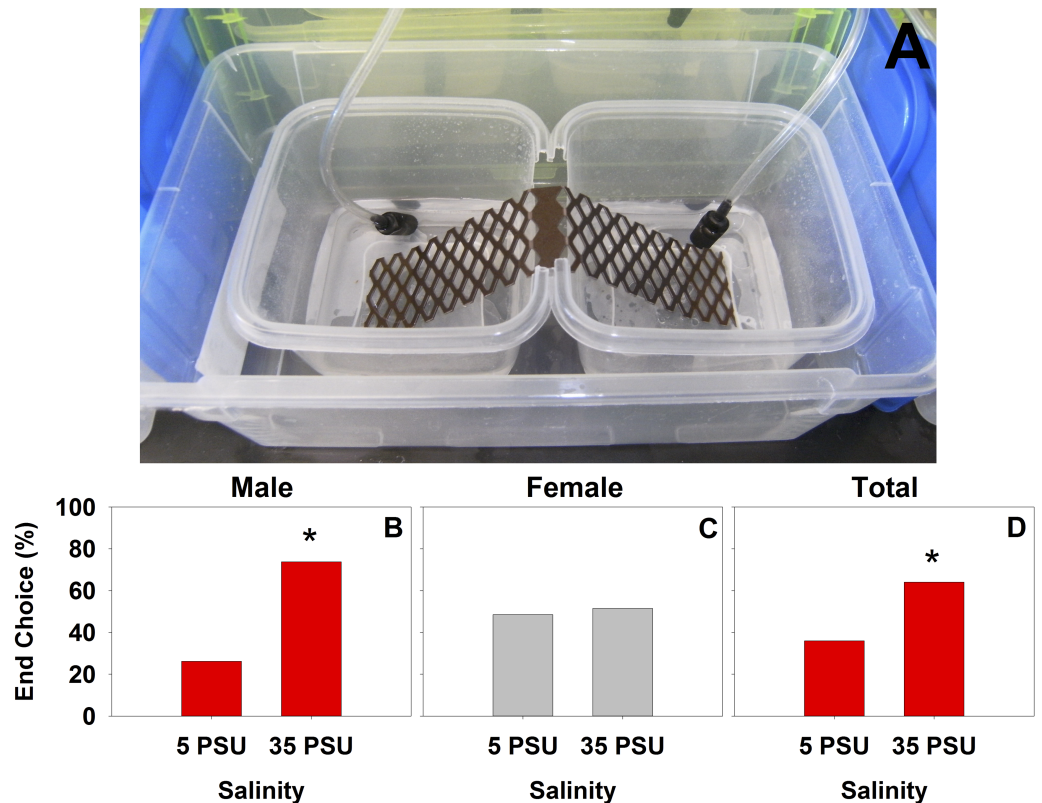 A
Male Female Total
End Choice (%)
100
80
60
40
20
0
*
B
C
*
D
5 PSU 35 PSU 5 PSU 35 PSU 5 PSU 35 PSU
Salinity Salinity Salinity